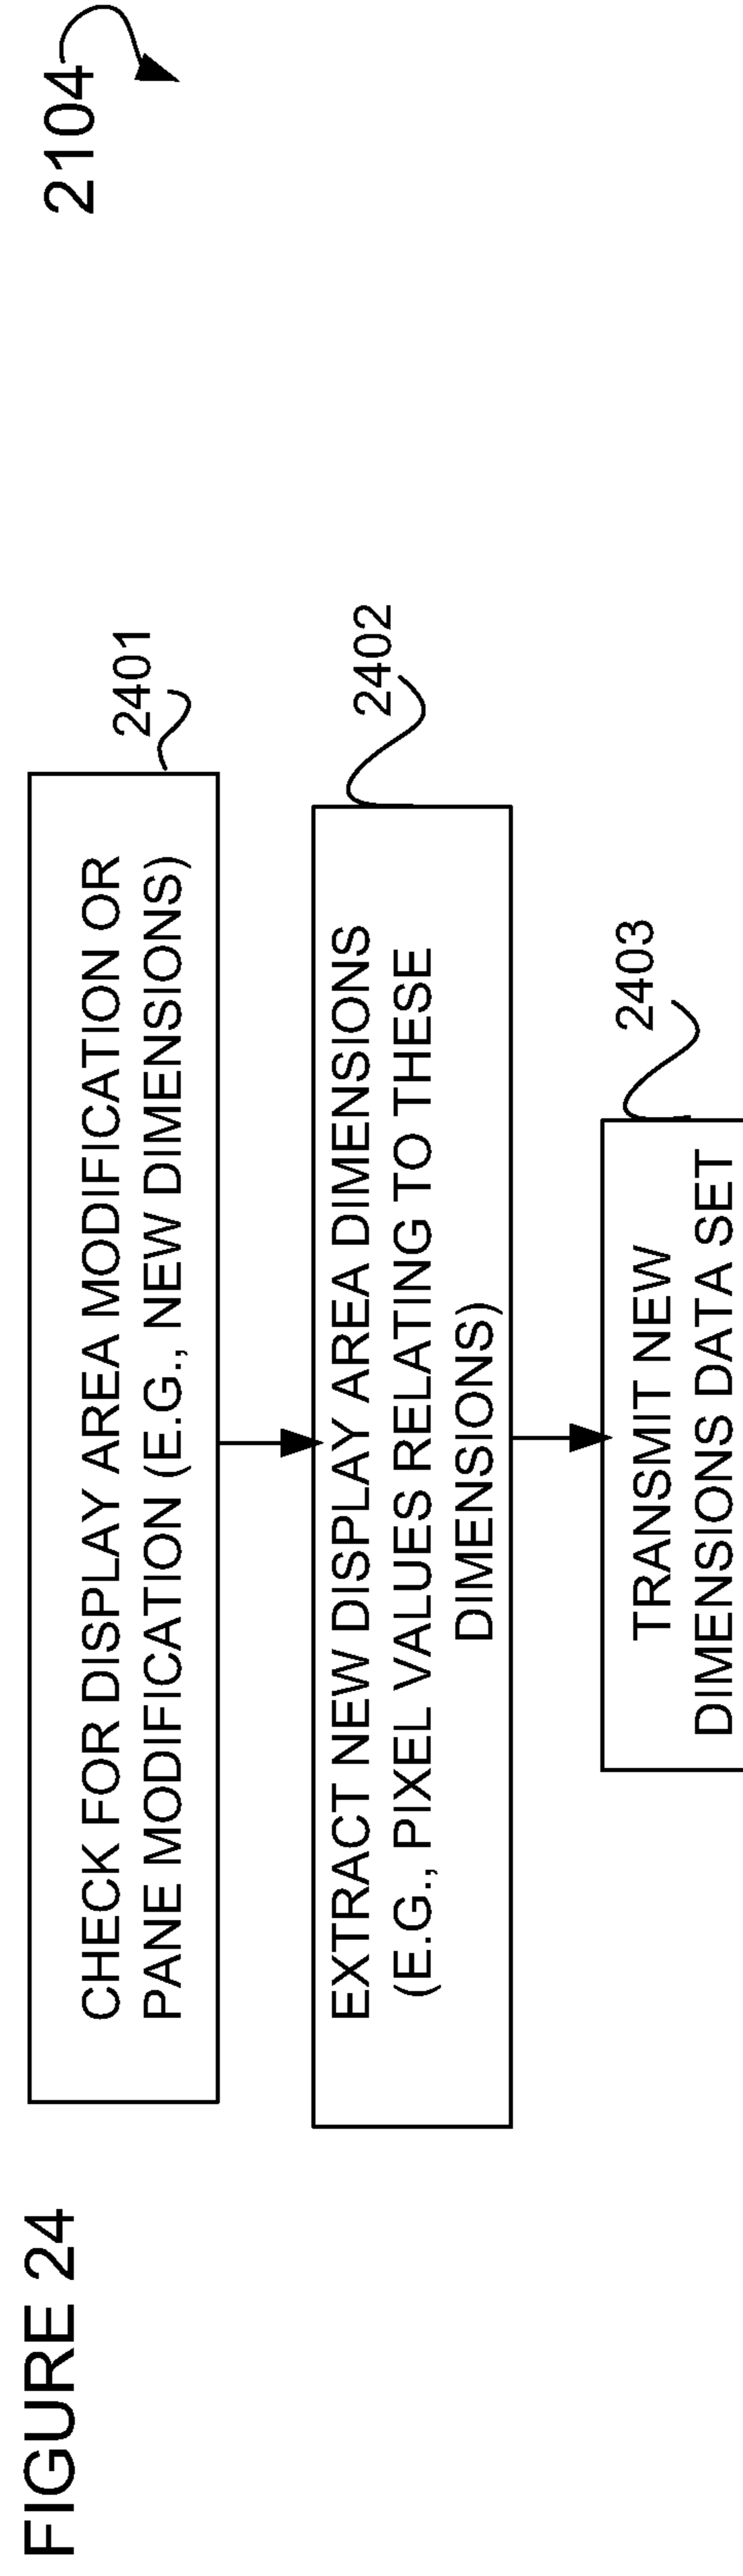 FIGURE 24
2104
CHECK FOR DISPLAY AREA MODIFICATION OR
PANE MODIFICATION (E.G., NEW DIMENSIONS)
2401
EXTRACT NEW DISPLAY AREA DIMENSIONS
(E.G., PIXEL VALUES RELATING TO THESE
DIMENSIONS)
2402
TRANSMIT NEW
DIMENSIONS DATA SET
2403